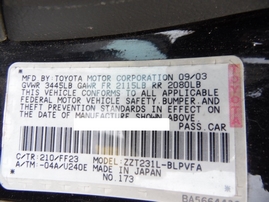 MFD. BY TOYOTA MOTOR CORPORATION 09/03
GVWR 3445LB GAWR FR 2115LB RR 2080LB
THIS VEHICLE CONFORMS TO ALL APPLICABLE
FEDERAL MOTOR VEHICLE SAFETY, BUMPER, AND
THEFT PREVENTION STANDARDS IN EFFECT ON
THE DATE OF MANUFACTURE SHOWN ABOVE.
PASS. CAR
C/TR: 210/FF23 MODEL: ZZT231L-BLPVFA
A/TM: -04A/U240E MADE IN JAPAN
NO.173
TOYOTA